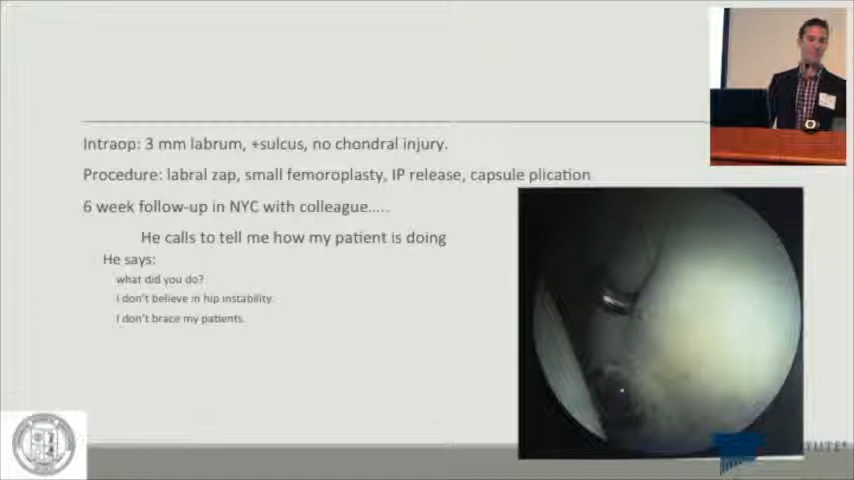 Intraop: 3 mm labrum, +sulcus, no chondral injury.
Procedure: labral zap, small femoroplasty, IP release, capsule plication
6 week follow-up in NYC with colleague.....
He calls to tell me how my patient is doing
He says:
what did you do?
I don't believe in hip instability.
I don't brace my patients.